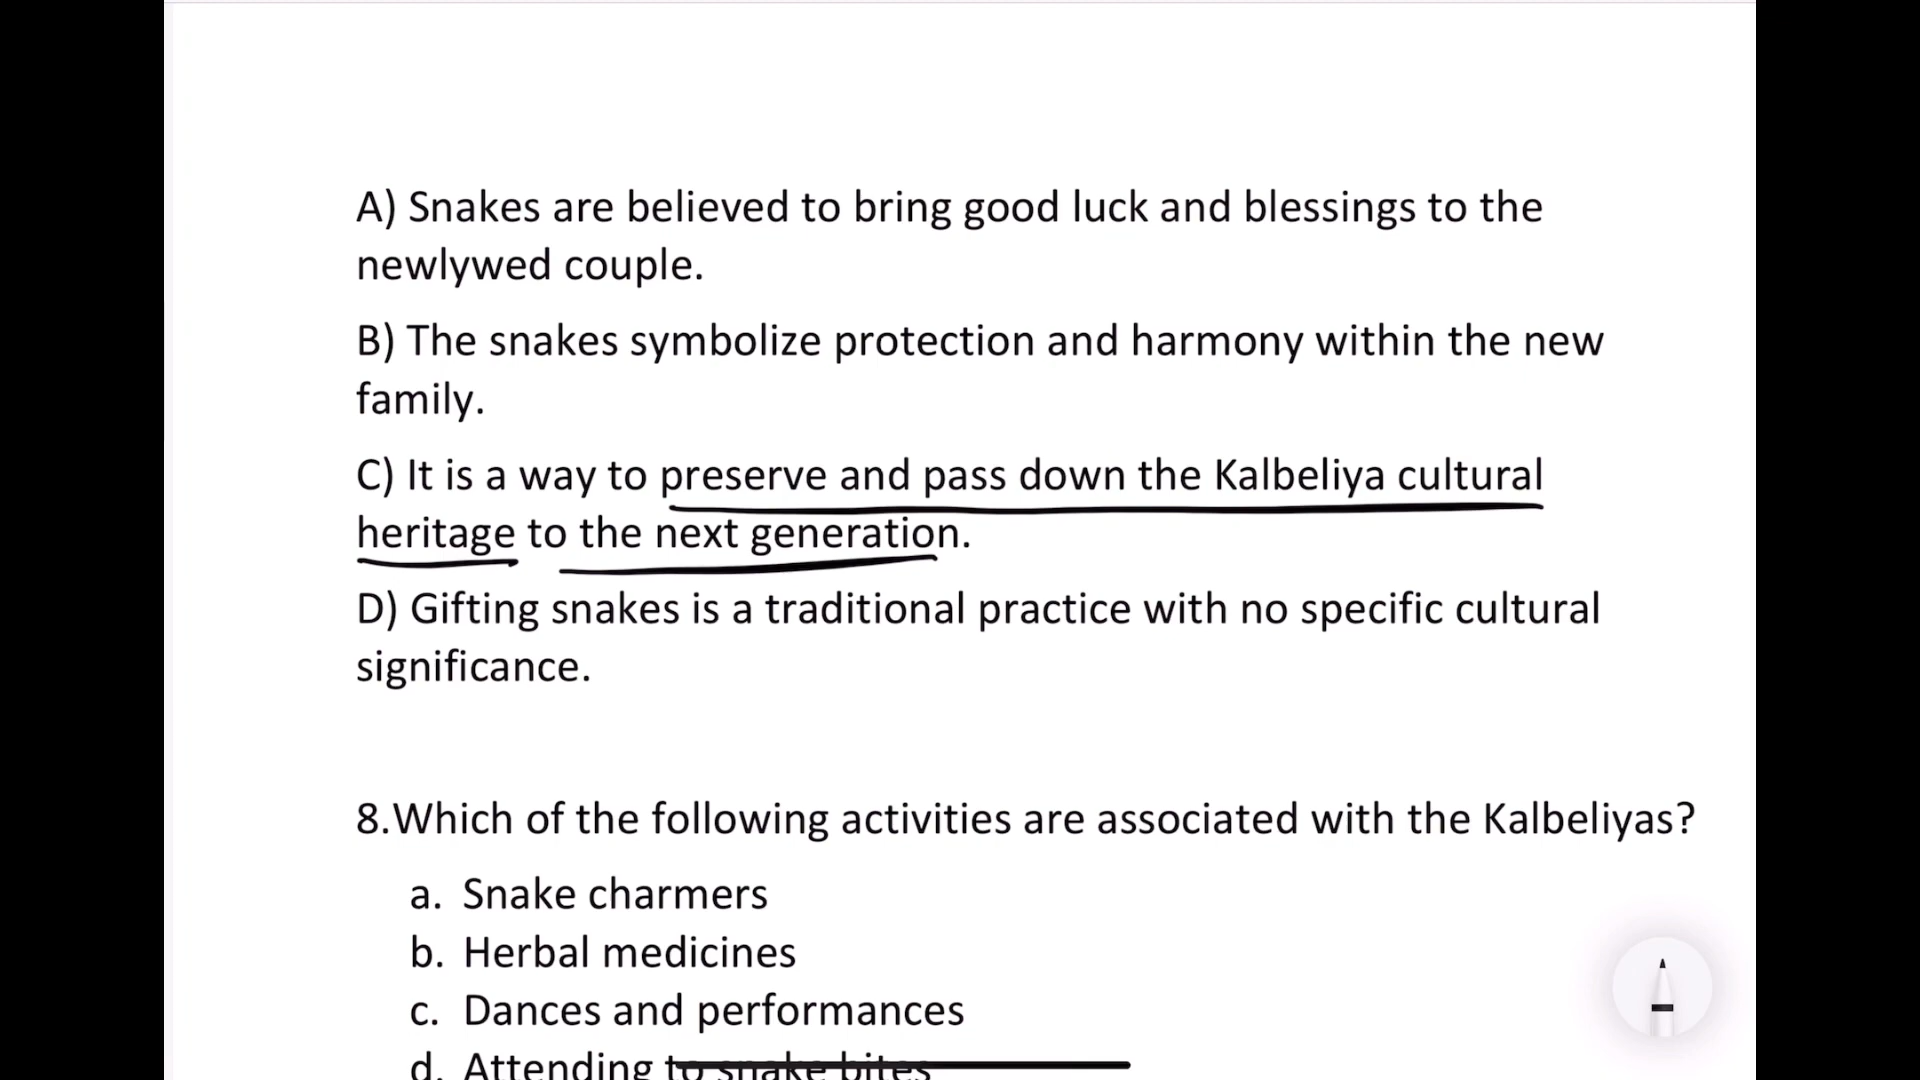 A) Snakes are believed to bring good luck and blessings to the
newlywed couple.
B) The snakes symbolize protection and harmony within the new
family.
C) It is a way to preserve and pass down the Kalbeliya cultural
heritage to the next generation.
D) Gifting snakes is a traditional practice with no specific cultural
significance.
8.Which of the following activities are associated with the Kalbeliyas?
a. Snake charmers
b. Herbal medicines
c. Dances and performances
d. Attending to snake bites